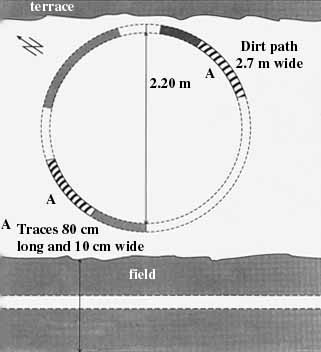 terrace
Dirt path
2.7 m wide
A
2.20 m
A
A Traces 80 cm
long and 10 cm wide
field